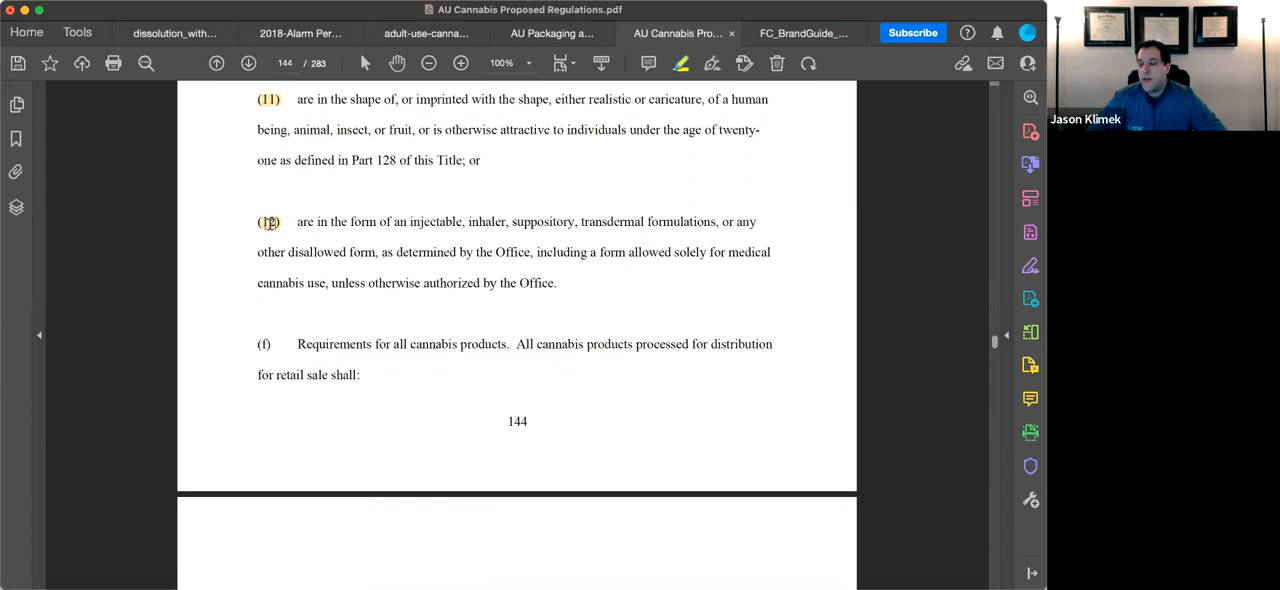 AU Cannabis Proposed Regulations.pdf
Home
Tools
dissolution_with...
2018-Alarm Per...
adult-use-canna...
AU Packaging a...
AU Cannabis Pro...
FC_BrandGuide_...
Subscribe
144 / 283
100%
(11) are in the shape of, or imprinted with the shape, either realistic or caricature, of a human
being, animal, insect, or fruit, or is otherwise attractive to individuals under the age of twenty-
one as defined in Part 128 of this Title; or
(12) are in the form of an injectable, inhaler, suppository, transdermal formulations, or any
other disallowed form, as determined by the Office, including a form allowed solely for medical
cannabis use, unless otherwise authorized by the Office.
(f) Requirements for all cannabis products. All cannabis products processed for distribution
for retail sale shall:
144
Jason Klimek